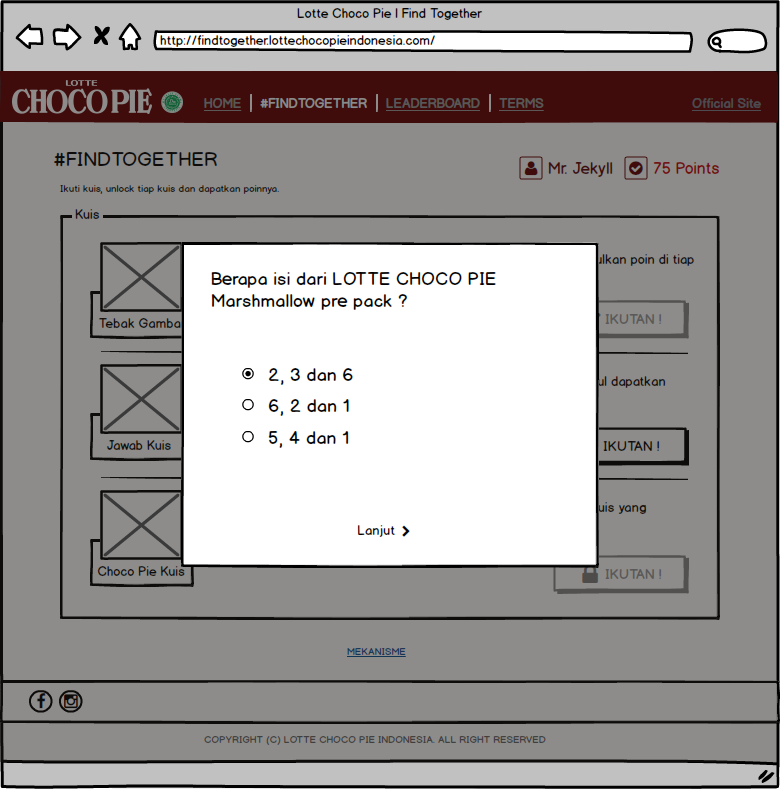 Lotte Choco Pie | Find Together
http://findtogether.lottechocopieindonesia.com/
LOTTE
CHOCO PIE
HOME | #FINDTOGETHER | LEADERBOARD | TERMS
Official Site
#FINDTOGETHER
Mr. Jekyll
75 Points
Ikuti kuis, unlock tiap kuis dan dapatkan poinnya.
Kuis
ulkan poin di tiap
Tebak Gamba
IKUTAN !
Berapa isi dari LOTTE CHOCO PIE
Marshmallow pre pack ?
2, 3 dan 6
6, 2 dan 1
5, 4 dan 1
Lanjut
ul dapatkan
Jawab Kuis
IKUTAN !
uis yang
Choco Pie Kuis
IKUTAN !
MEKANISME
COPYRIGHT (C) LOTTE CHOCO PIE INDONESIA. ALL RIGHT RESERVED